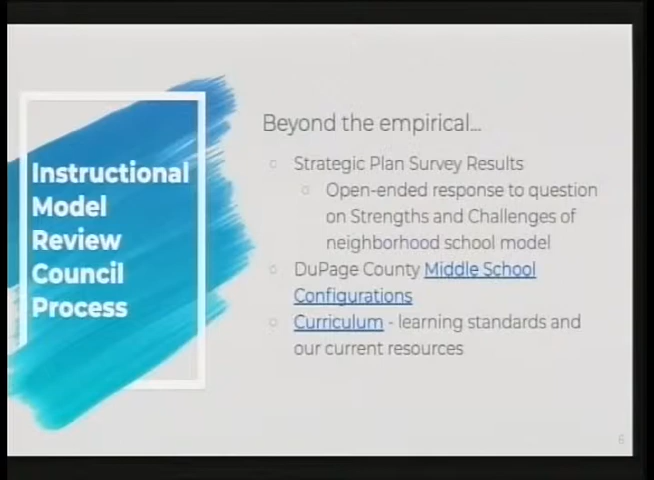 Instructional
Model
Review
Council
Process
Beyond the empirical...
Strategic Plan Survey Results
Open-ended response to question
on Strengths and Challenges of
neighborhood school model
DuPage County Middle School
Configurations
Curriculum - learning standards and
our current resources
6